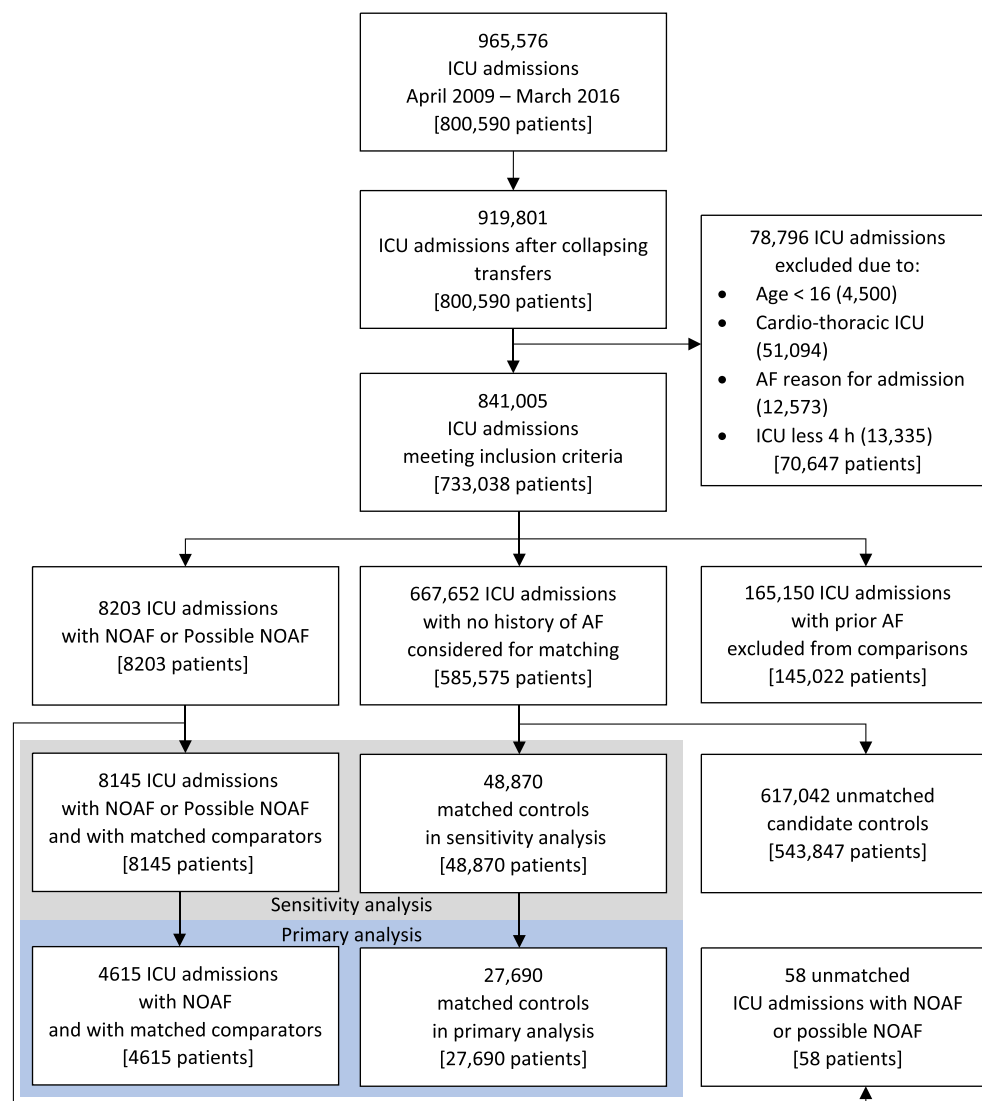 965,576
ICU admissions
April 2009 – March 2016
[800,590 patients]
919,801
ICU admissions after collapsing
transfers
[800,590 patients]
78,796 ICU admissions
excluded due to:
• Age < 16 (4,500)
• Cardio-thoracic ICU
(51,094)
• AF reason for admission
(12,573)
• ICU less 4 h (13,335)
[70,647 patients]
841,005
ICU admissions
meeting inclusion criteria
[733,038 patients]
8203 ICU admissions
with NOAF or Possible NOAF
[8203 patients]
667,652 ICU admissions
with no history of AF
considered for matching
[585,575 patients]
165,150 ICU admissions
with prior AF
excluded from comparisons
[145,022 patients]
8145 ICU admissions
with NOAF or Possible NOAF
and with matched comparators
[8145 patients]
48,870
matched controls
in sensitivity analysis
[48,870 patients]
617,042 unmatched
candidate controls
[543,847 patients]
Sensitivity analysis
Primary analysis
4615 ICU admissions
with NOAF
and with matched comparators
[4615 patients]
27,690
matched controls
in primary analysis
[27,690 patients]
58 unmatched
ICU admissions with NOAF
or possible NOAF
[58 patients]